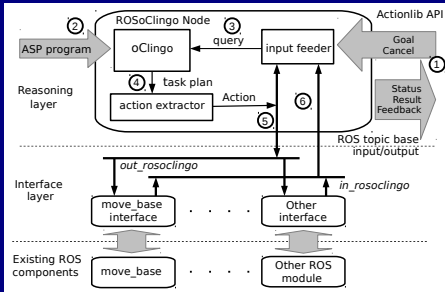 ROSoClingo Node
Actionlib API
②
③
ASP program
oClingo
query
input feeder
Goal
Cancel
①
④
task plan
Reasoning
layer
action extractor
Action
⑥
⑤
Status
Result
Feedback
ROS topic base
input/output
out_rosoclingo
in_rosoclingo
Interface
layer
move_base
interface
. . . .
Other
interface
Existing ROS
components
move_base
. . . .
Other ROS
module